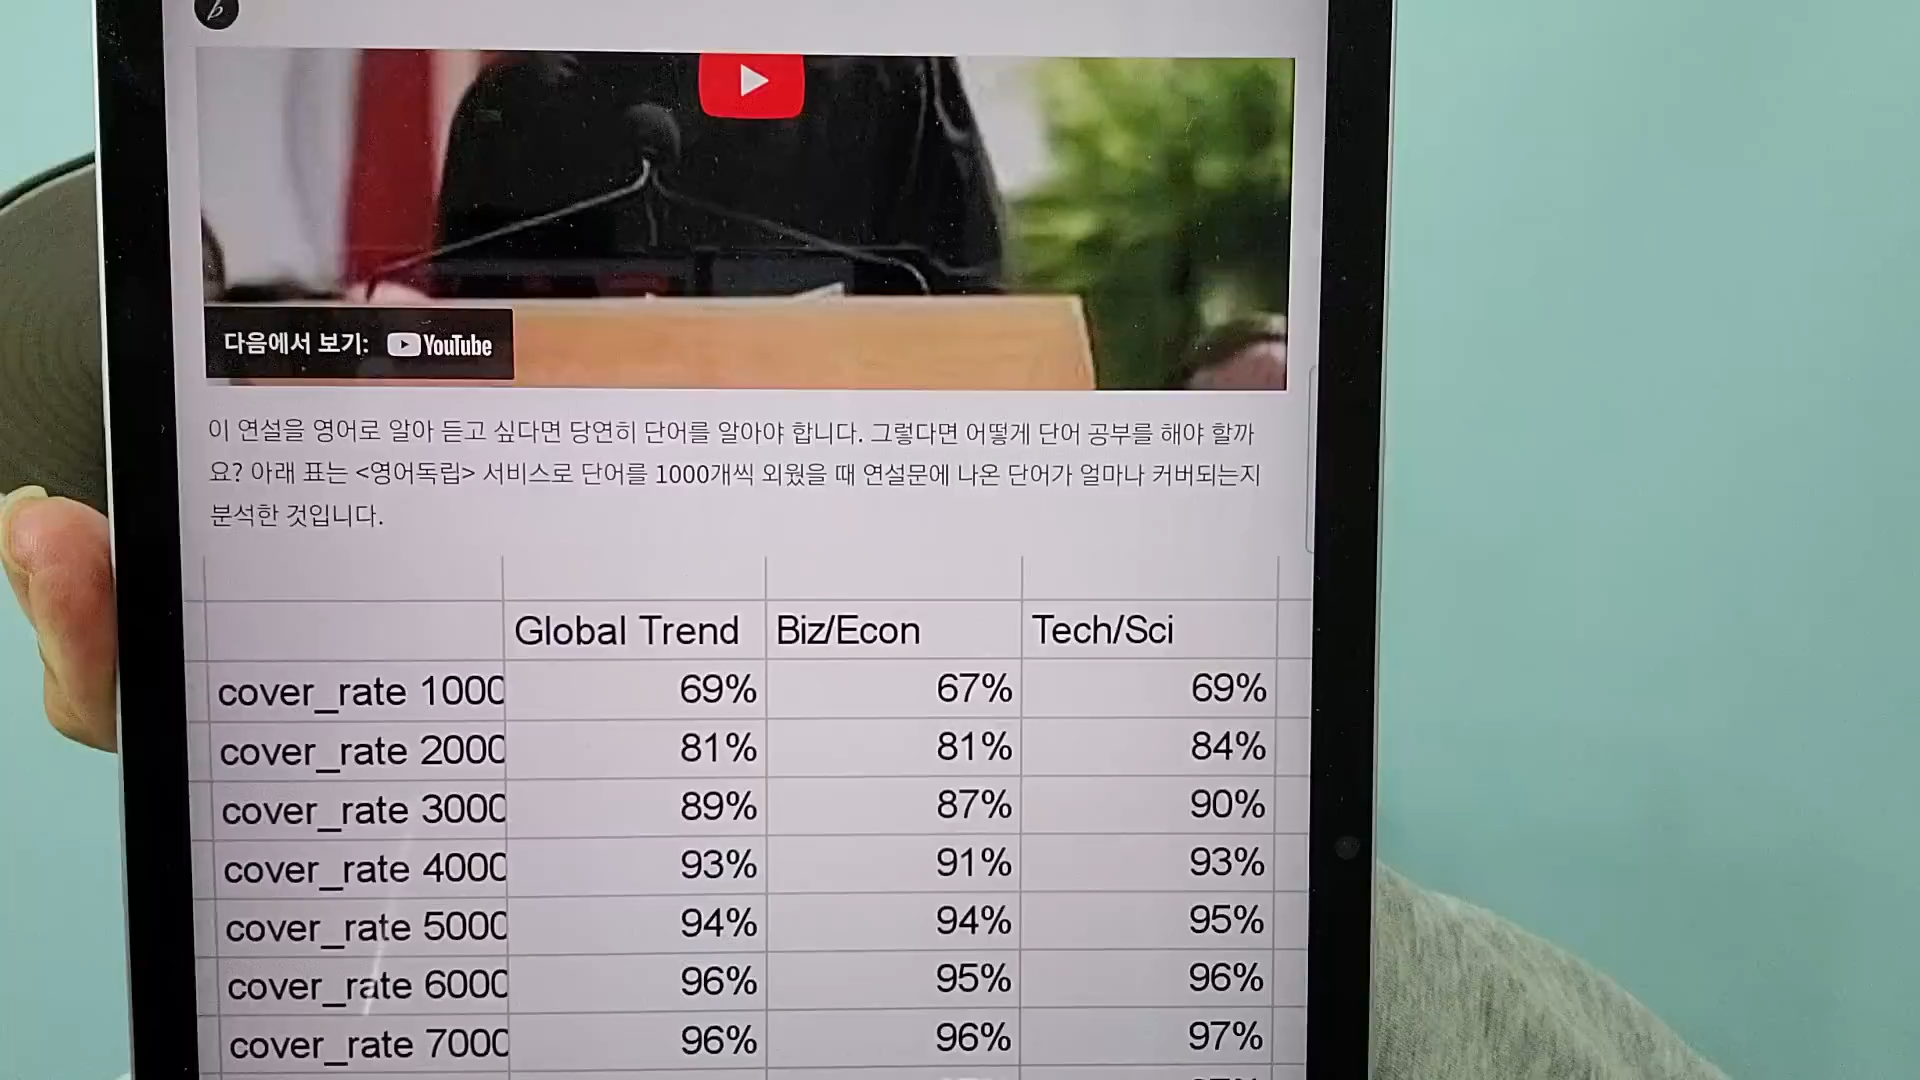 다음에서 보기: YouTube
이 연설을 영어로 알아 듣고 싶다면 당연히 단어를 알아야 합니다. 그렇다면 어떻게 단어 공부를 해야 할까
요? 아래 표는 <영어독립> 서비스로 단어를 1000개씩 외웠을 때 연설문에 나온 단어가 얼마나 커버되는지
분석한 것입니다.
Global Trend Biz/Econ Tech/Sci
cover_rate 1000 69% 67% 69%
cover_rate 2000 81% 81% 84%
cover_rate 3000 89% 87% 90%
cover_rate 4000 93% 91% 93%
cover_rate 5000 94% 94% 95%
cover_rate 6000 96% 95% 96%
cover_rate 7000 96% 96% 97%